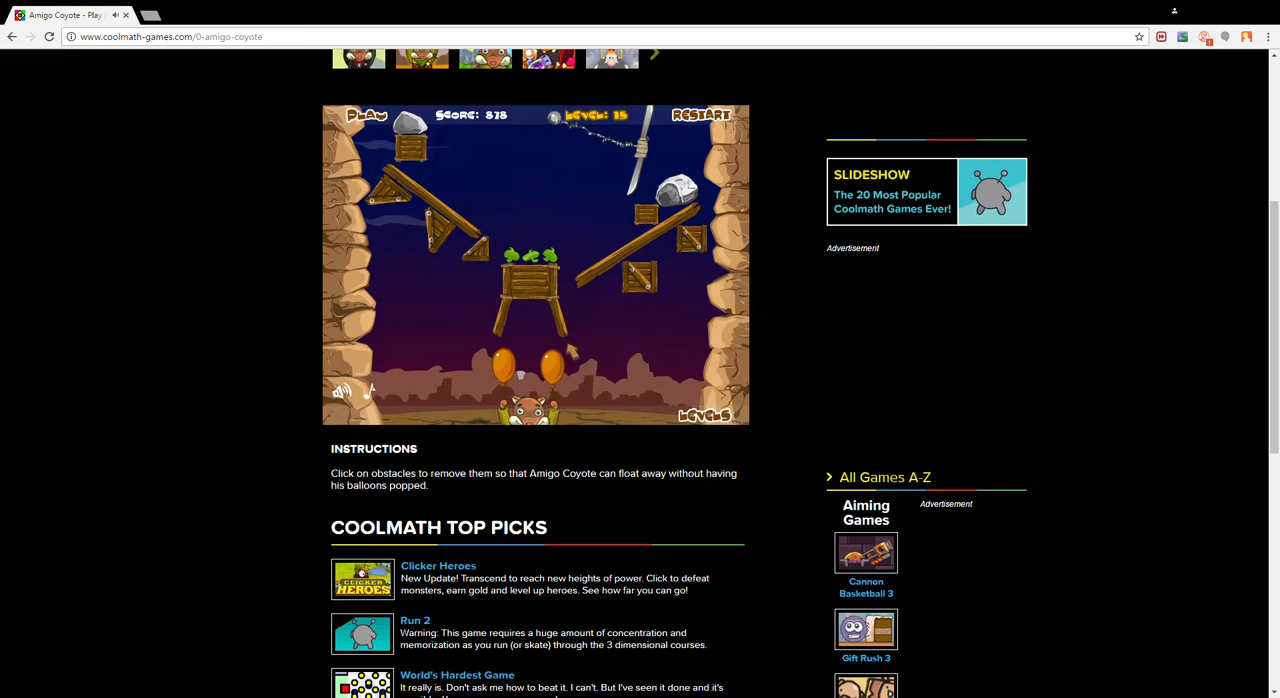 Amigo Coyote - Play
www.coolmath-games.com/0-amigo-coyote
PLAY
SCORE: 878
LEVEL: 15
RESTART
LEVELS
SLIDESHOW
The 20 Most Popular
Coolmath Games Ever!
Advertisement
INSTRUCTIONS
Click on obstacles to remove them so that Amigo Coyote can float away without having
his balloons popped.
COOLMATH TOP PICKS
CLICKER
HEROES
Clicker Heroes
New Update! Transcend to reach new heights of power. Click to defeat
monsters, earn gold and level up heroes. See how far you can go!
Run 2
Warning: This game requires a huge amount of concentration and
memorization as you run (or skate) through the 3 dimensional courses.
World's Hardest Game
It really is. Don't ask me how to beat it. I can't. But I've seen it done and it's
All Games A-Z
Aiming
Games
Advertisement
Cannon
Basketball 3
Gift Rush 3